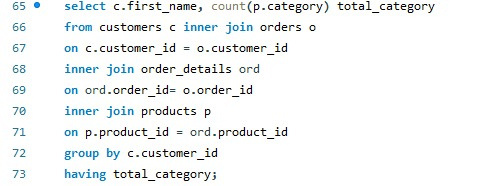 65 select c.first_name, count(p.category) total_category
66 from customers c inner join orders o
67 on c.customer_id = o.customer_id
68 inner join order_details ord
69 on ord.order_id= o.order_id
70 inner join products p
71 on p.product_id = ord.product_id
72 group by c.customer_id
73 having total_category;